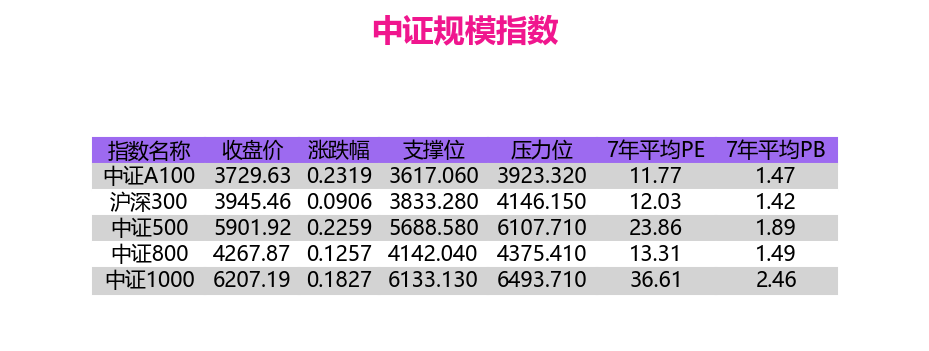 中证规模指数
指数名称 收盘价 涨跌幅 支撑位 压力位 7年平均PE 7年平均PB
中证A100 3729.63 0.2319 3617.060 3923.320 11.77 1.47
沪深300 3945.46 0.0906 3833.280 4146.150 12.03 1.42
中证500 5901.92 0.2259 5688.580 6107.710 23.86 1.89
中证800 4267.87 0.1257 4142.040 4375.410 13.31 1.49
中证1000 6207.19 0.1827 6133.130 6493.710 36.61 2.46